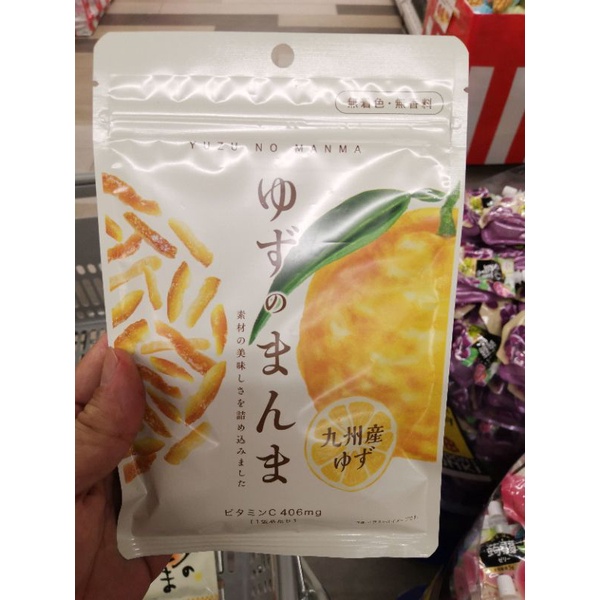 無着色・無香料
YUZU NO MANMA
ゆずのまんま
素材の美味しさを詰め込みました
九州産
ゆず
ビタミンC 406mg